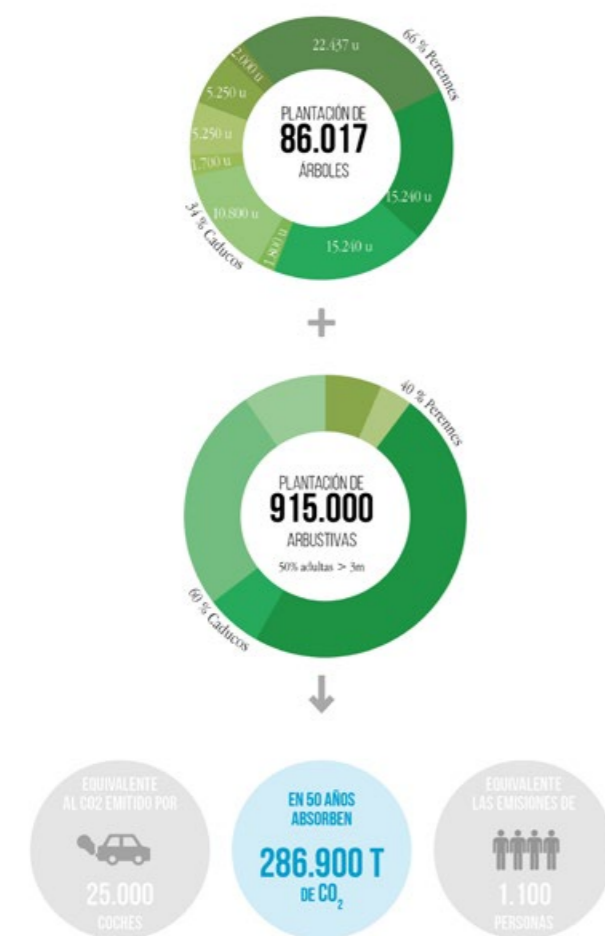 22.437 u
66 % Perennes
2.000 u
5.250 u
PLANTACIÓN DE
86.017
ÁRBOLES
5.250 u
1.700 u
15.240 u
10.800 u
34 % Caducos
15.240 u
1.800 u
+
40 % Perennes
PLANTACIÓN DE
915.000
ARBUSTIVAS
50% adultas > 3m
60 % Caducos
EQUIVALENTE
AL CO2 EMITIDO POR
25.000
COCHES
EN 50 AÑOS
ABSORBEN
286.900 T
DE CO₂
EQUIVALENTE
LAS EMISIONES DE
1.100
PERSONAS